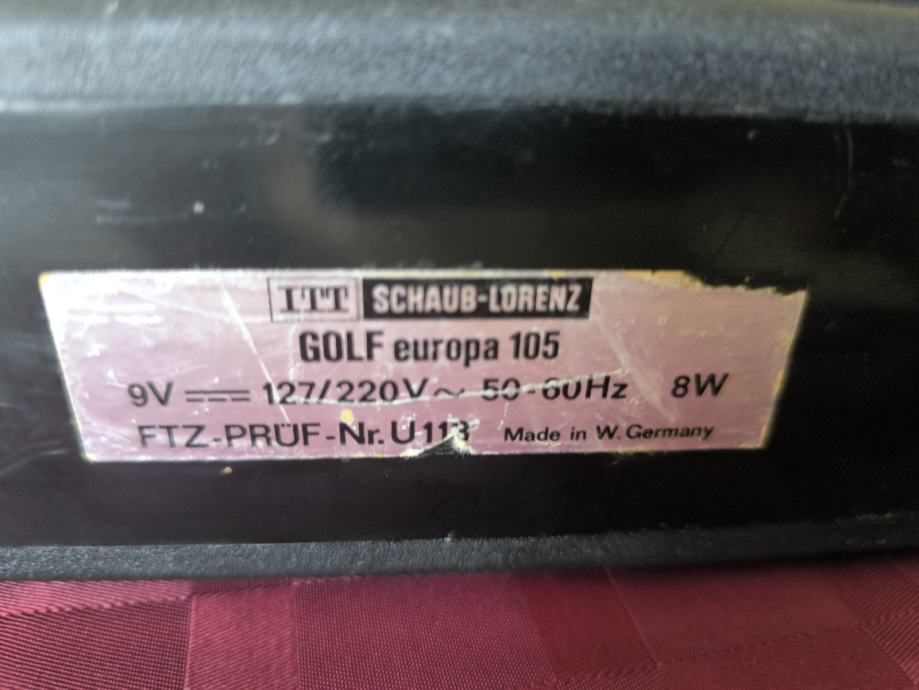 ITT SCHAUB-LORENZ
GOLF europa 105
9V ⎓ 127/220V ~ 50-60Hz 8W
FTZ-PRÜF-Nr. U 113 Made in W. Germany